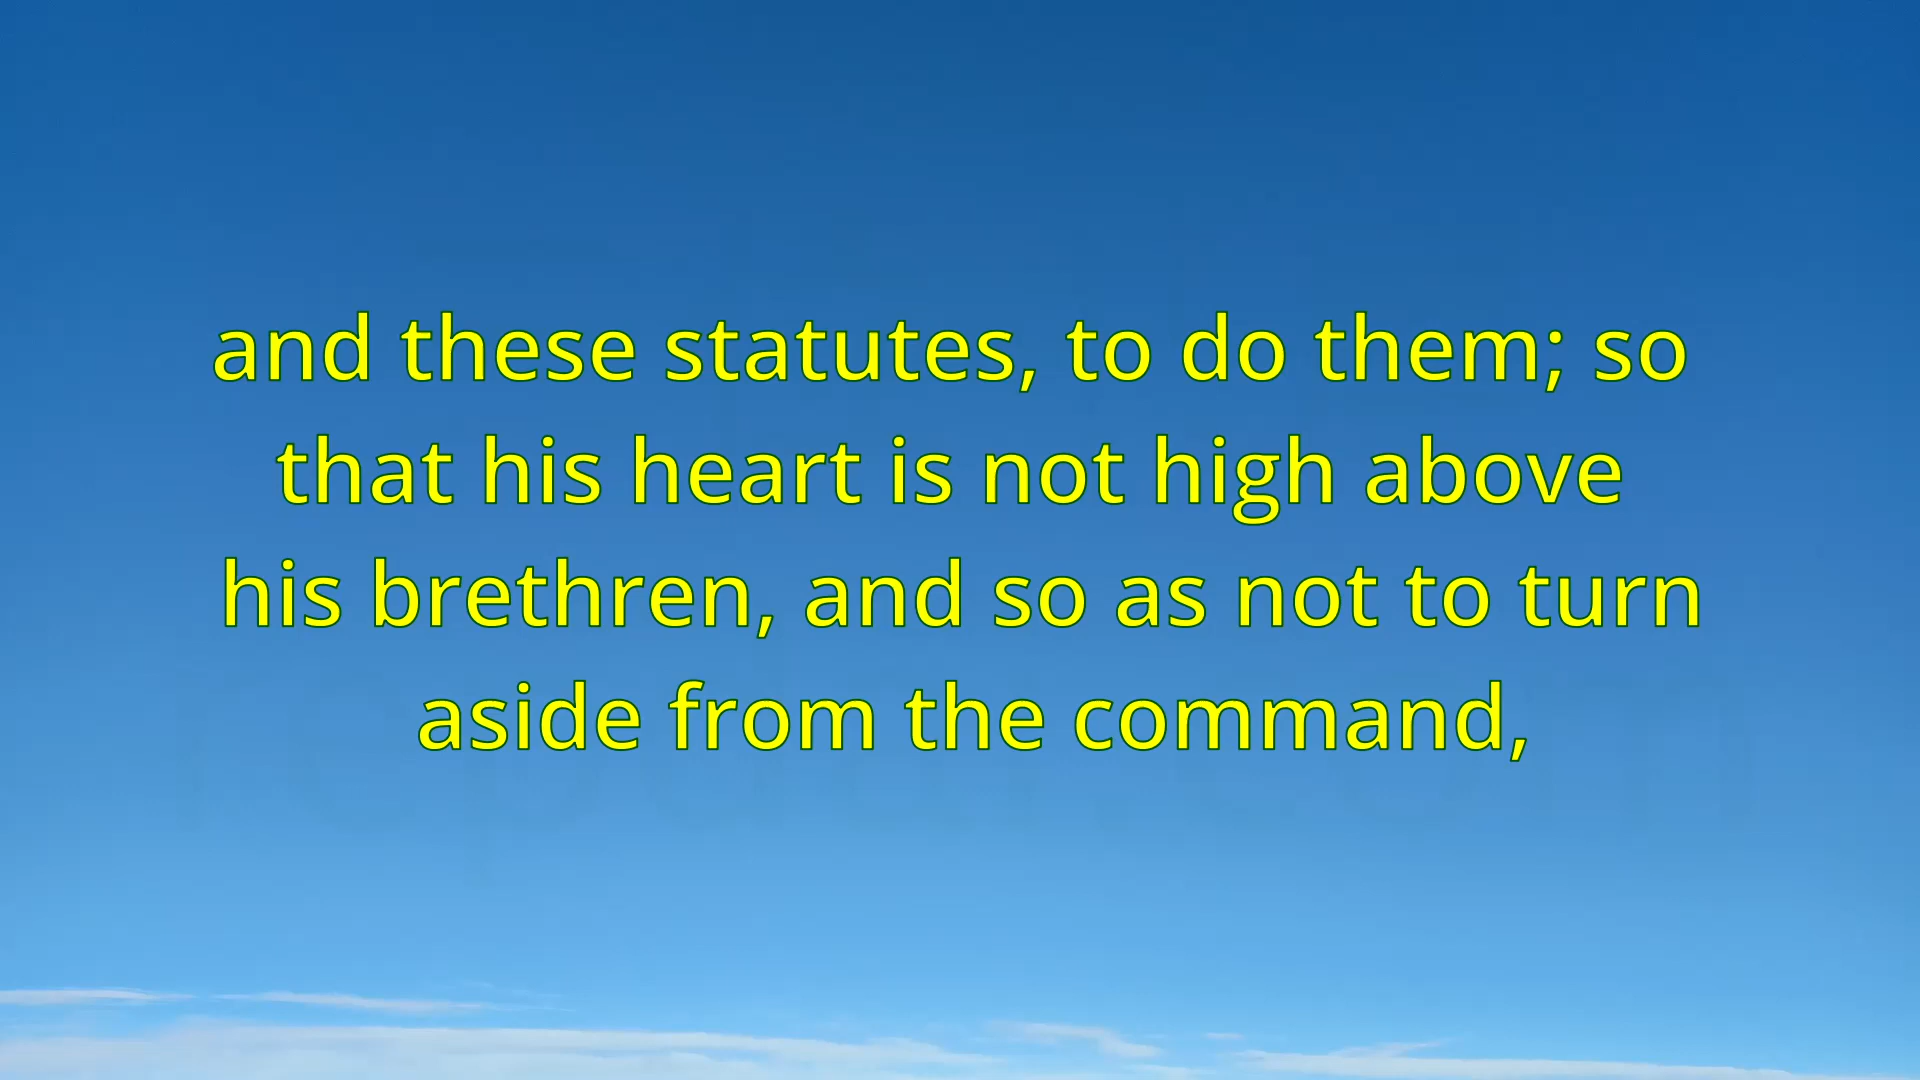 and these statutes, to do them; so
that his heart is not high above
his brethren, and so as not to turn
aside from the command,